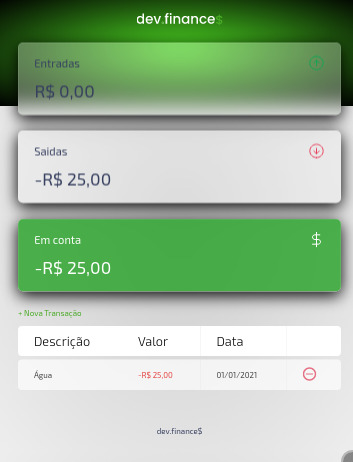 dev.finance$
Entradas
R$ 0,00
Saídas
-R$ 25,00
Em conta
-R$ 25,00
+ Nova Transação
Descrição Valor Data
Água -R$ 25,00 01/01/2021
dev.finance$